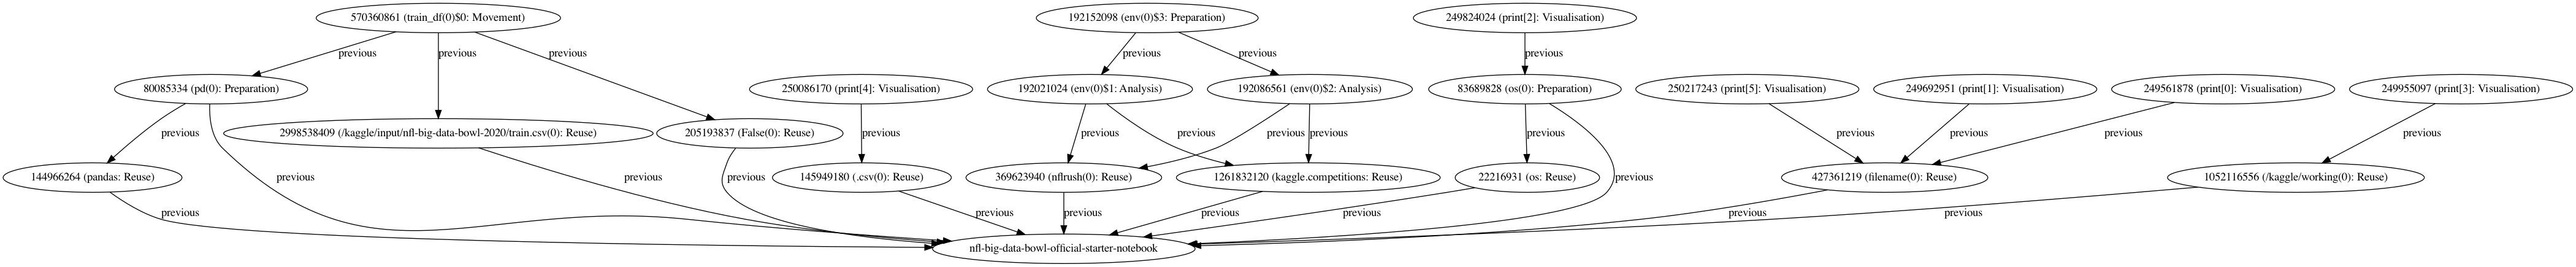 570360861 (train_df(0)$0: Movement)
192152098 (env(0)$3: Preparation)
249824024 (print[2]: Visualisation)
previous
previous
previous
previous
previous
previous
80085334 (pd(0): Preparation)
250086170 (print[4]: Visualisation)
192021024 (env(0)$1: Analysis)
192086561 (env(0)$2: Analysis)
83689828 (os(0): Preparation)
250217243 (print[5]: Visualisation)
249692951 (print[1]: Visualisation)
249561878 (print[0]: Visualisation)
249955097 (print[3]: Visualisation)
previous
2998538409 (/kaggle/input/nfl-big-data-bowl-2020/train.csv(0): Reuse)
205193837 (False(0): Reuse)
previous
previous
previous
previous
previous
previous
previous
previous
previous
previous
144966264 (pandas: Reuse)
previous
previous
previous
145949180 (.csv(0): Reuse)
369623940 (nflrush(0): Reuse)
1261832120 (kaggle.competitions: Reuse)
22216931 (os: Reuse)
previous
427361219 (filename(0): Reuse)
1052116556 (/kaggle/working(0): Reuse)
previous
previous
previous
previous
previous
previous
previous
nfl-big-data-bowl-official-starter-notebook